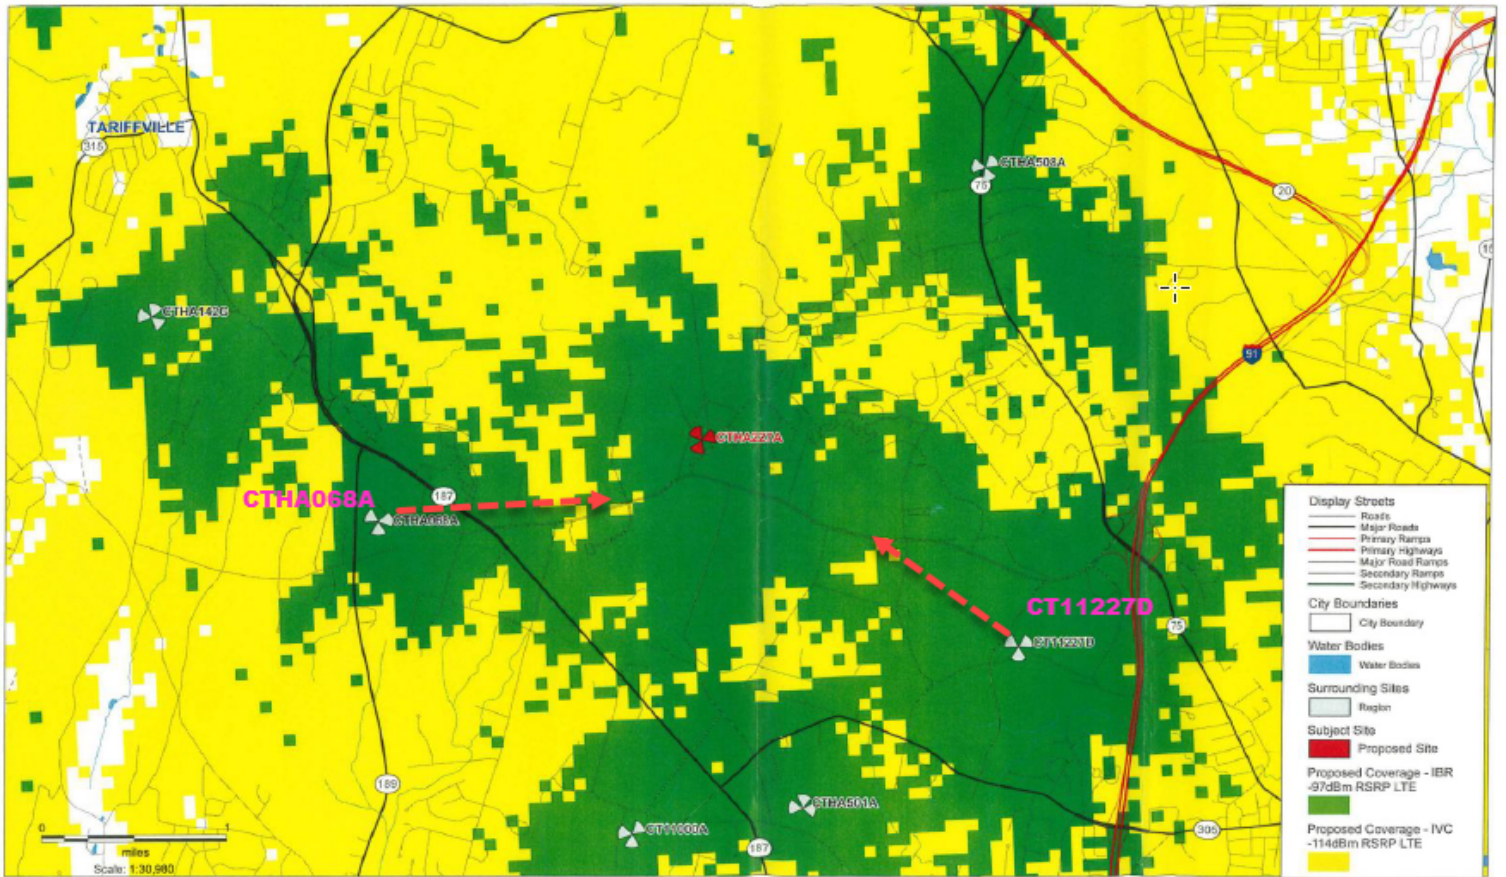 TARIFFVILLE
315
CTHA508A
75
20
91
CTHA142G
CTHA227A
CTHA068A
187
CTHA068A
CT11227D
CT11227D
75
189
CTHA501A
CT11000A
187
305
0
1
miles
Scale: 1:30,980
Display Streets
Roads
Major Roads
Primary Ramps
Primary Highways
Major Road Ramps
Secondary Ramps
Secondary Highways
City Boundaries
City Boundary
Water Bodies
Water Bodies
Surrounding Sites
Region
Subject Site
Proposed Site
Proposed Coverage - IBR
-97dBm RSRP LTE
Proposed Coverage - IVC
-114dBm RSRP LTE